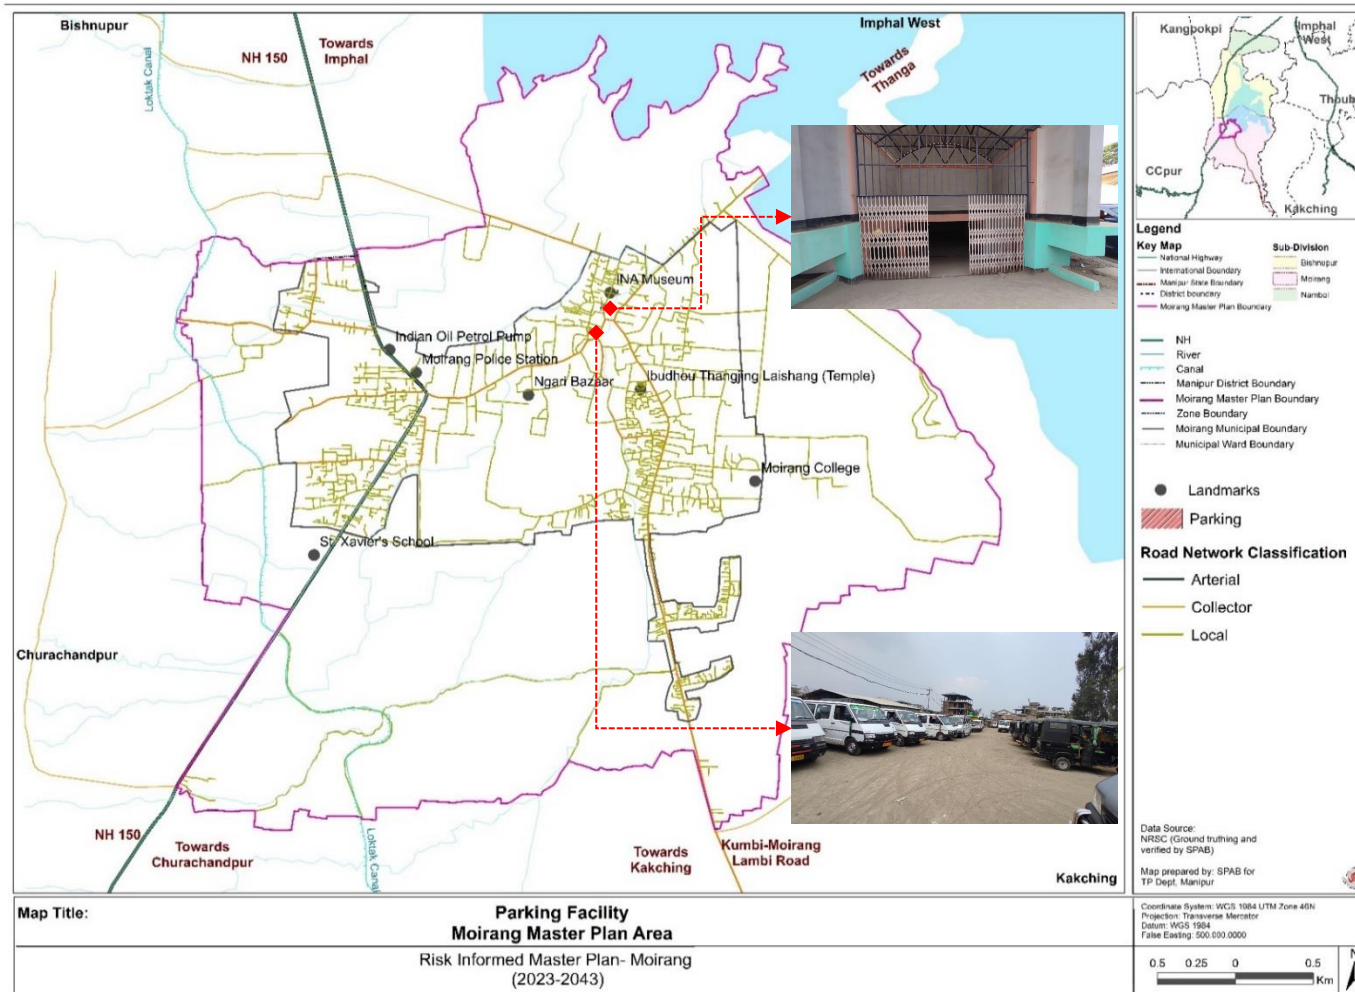 Bishnupur
Imphal West
NH 150
Towards
Imphal
Towards
Thanga
Loktak Canal
INA Museum
Indian Oil Petrol Pump
Moirang Police Station
Ngari Bazaar
Ibudhou Thangjing Laishang (Temple)
Moirang College
St. Xavier's School
Churachandpur
NH 150
Towards
Churachandpur
Loktak Canal
Towards
Kakching
Kumbi-Moirang
Lambi Road
Kakching
Kangpokpi
Imphal
West
Thoub
CCpur
Kakching
Legend
Key Map
National Highway
International Boundary
Manipur State Boundary
District boundary
Moirang Master Plan Boundary
Sub-Division
Bishnupur
Moirang
Nambol
NH
River
Canal
Manipur District Boundary
Moirang Master Plan Boundary
Zone Boundary
Moirang Municipal Boundary
Municipal Ward Boundary
Landmarks
Parking
Road Network Classification
Arterial
Collector
Local
Data Source:
NRSC (Ground truthing and
verified by SPAB)
Map prepared by: SPAB for
TP Dept, Manipur
Map Title:
Parking Facility
Moirang Master Plan Area
Risk Informed Master Plan- Moirang
(2023-2043)
Coordinate System: WGS 1984 UTM Zone 46N
Projection: Transverse Mercator
Datum: WGS 1984
False Easting: 500,000.0000
0.5 0.25 0 0.5
Km
N